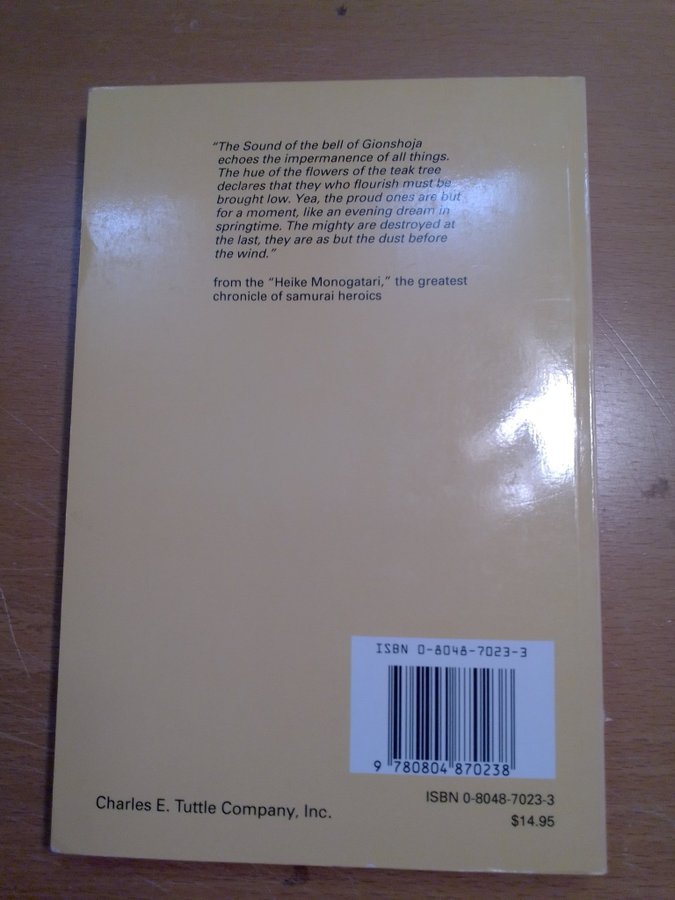 "The Sound of the bell of Gionshoja
echoes the impermanence of all things.
The hue of the flowers of the teak tree
declares that they who flourish must be
brought low. Yea, the proud ones are but
for a moment, like an evening dream in
springtime. The mighty are destroyed at
the last, they are as but the dust before
the wind."
from the "Heike Monogatari," the greatest
chronicle of samurai heroics
ISBN 0-8048-7023-3
9 780804 870238
Charles E. Tuttle Company, Inc.
ISBN 0-8048-7023-3
$14.95